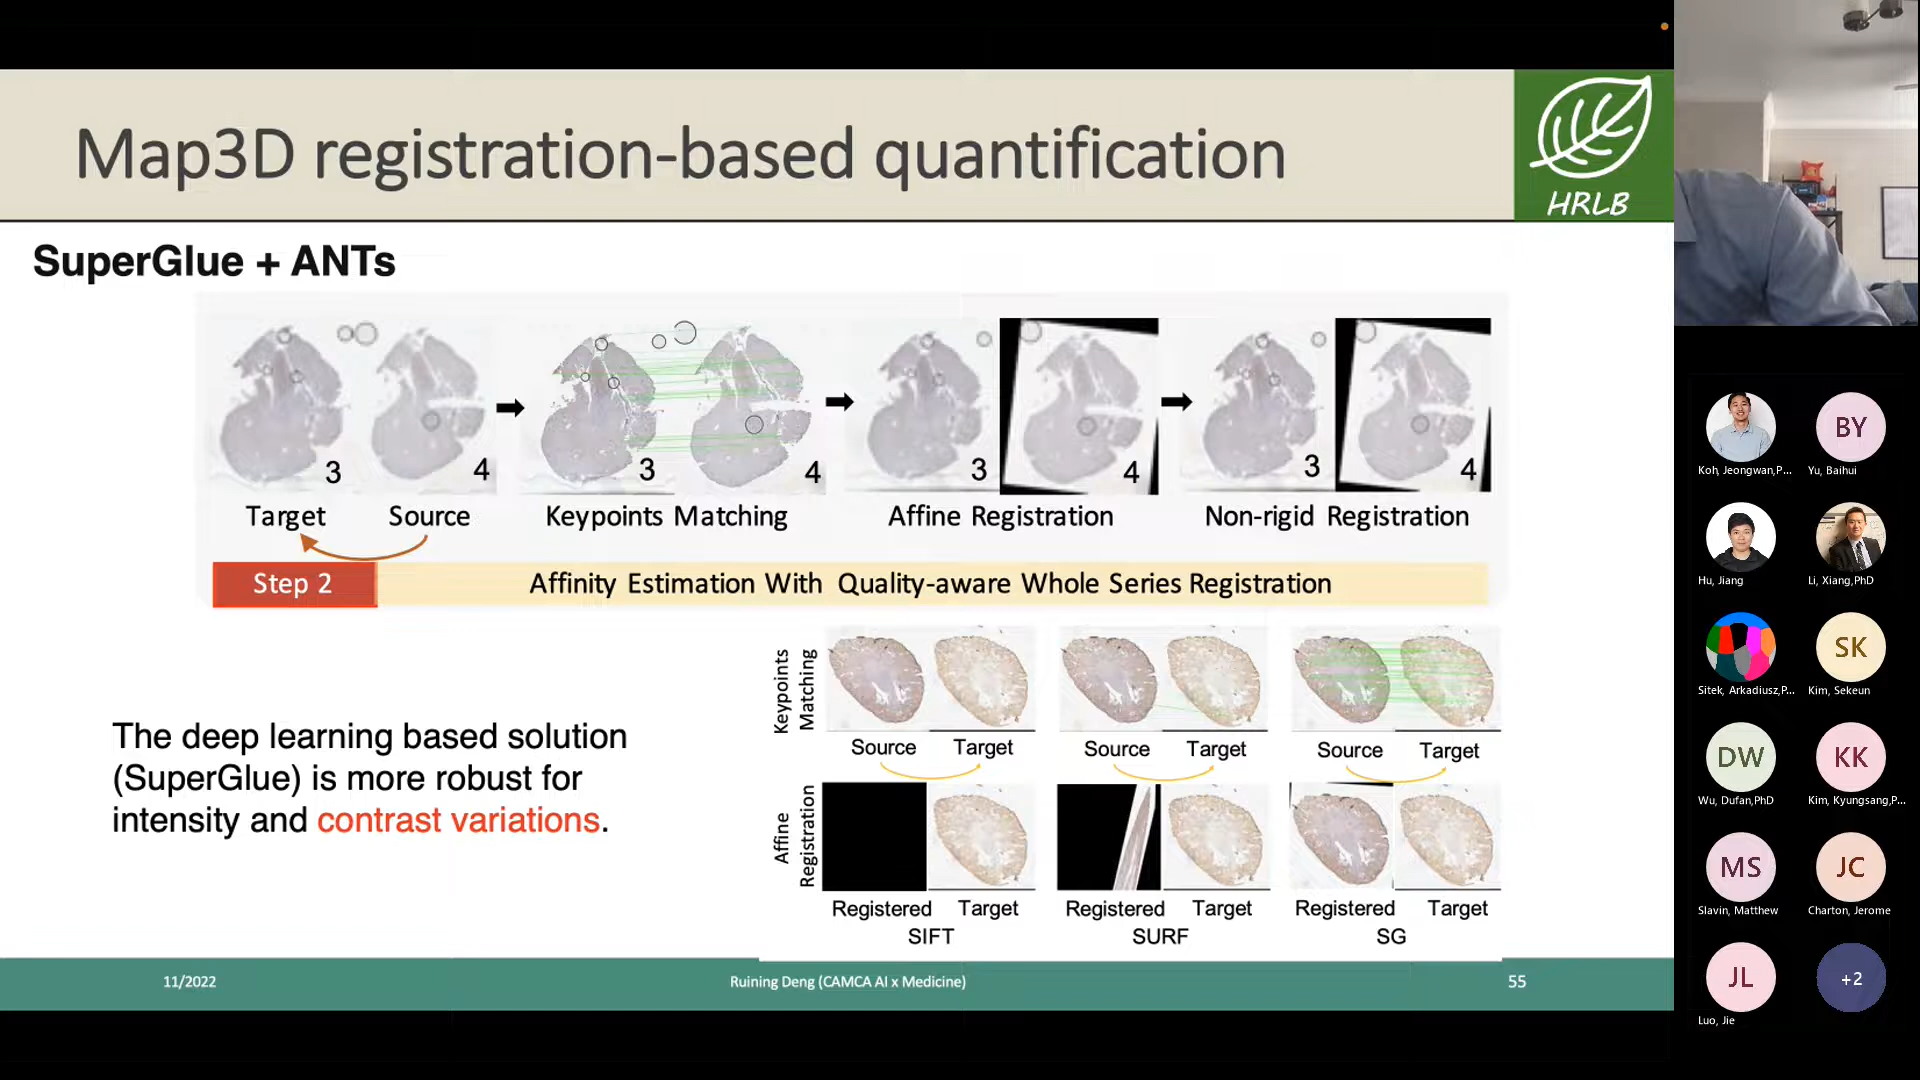 Map3D registration-based quantification
HRLB
SuperGlue + ANTs
3
4
3
4
3
4
3
4
Target
Source
Keypoints Matching
Affine Registration
Non-rigid Registration
Step 2
Affinity Estimation With Quality-aware Whole Series Registration
The deep learning based solution
(SuperGlue) is more robust for
intensity and contrast variations.
Keypoints
Matching
Source
Target
Source
Target
Source
Target
Affine
Registration
Registered
Target
Registered
Target
Registered
Target
SIFT
SURF
SG
11/2022
Ruining Deng (CAMCA AI x Medicine)
55
Koh, Jeongwan,P...
BY
Yu, Baihui
Hu, Jiang
Li, Xiang,PhD
Sitek, Arkadiusz,P...
SK
Kim, Sekeun
DW
Wu, Dufan,PhD
KK
Kim, Kyungsang,P...
MS
Slavin, Matthew
JC
Charton, Jerome
JL
Luo, Jie
+2